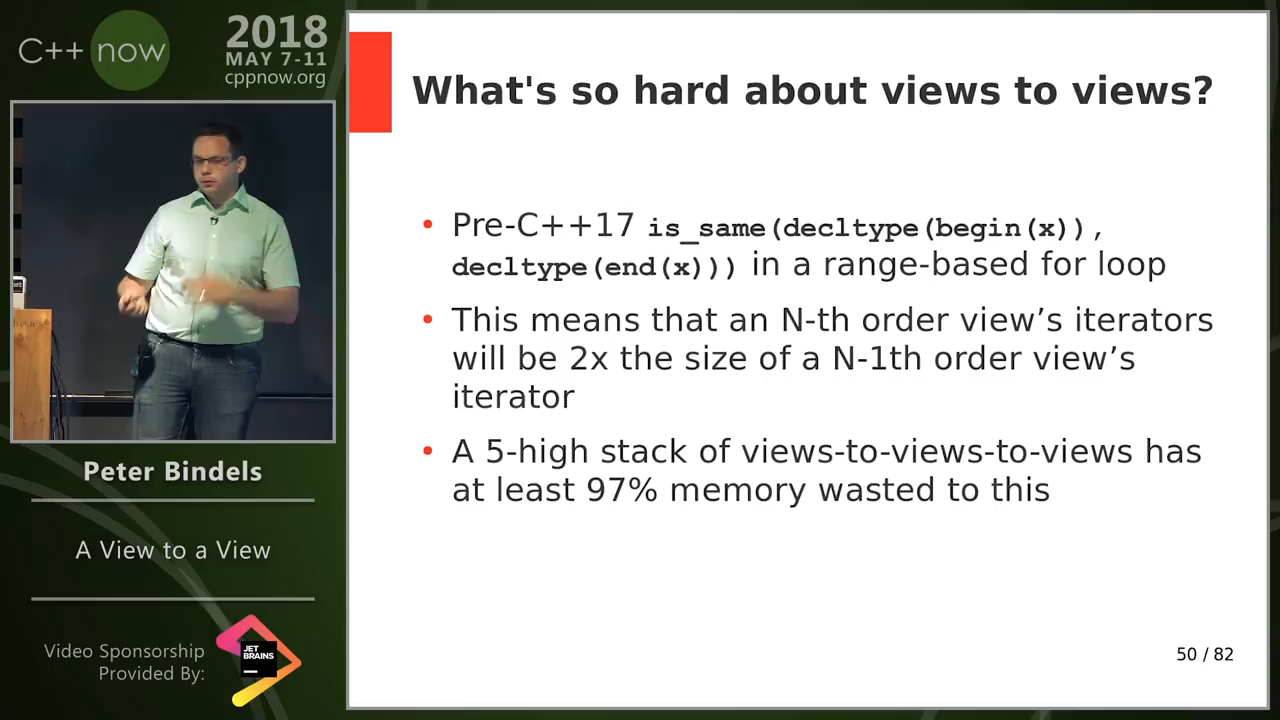 C++ now
2018
MAY 7-11
cppnow.org
What's so hard about views to views?
• Pre-C++17 is_same(decltype(begin(x)),
decltype(end(x))) in a range-based for loop
• This means that an N-th order view’s iterators
will be 2x the size of a N-1th order view’s
iterator
• A 5-high stack of views-to-views-to-views has
at least 97% memory wasted to this
50 / 82
Peter Bindels
A View to a View
Video Sponsorship
Provided By:
JET
BRAINS